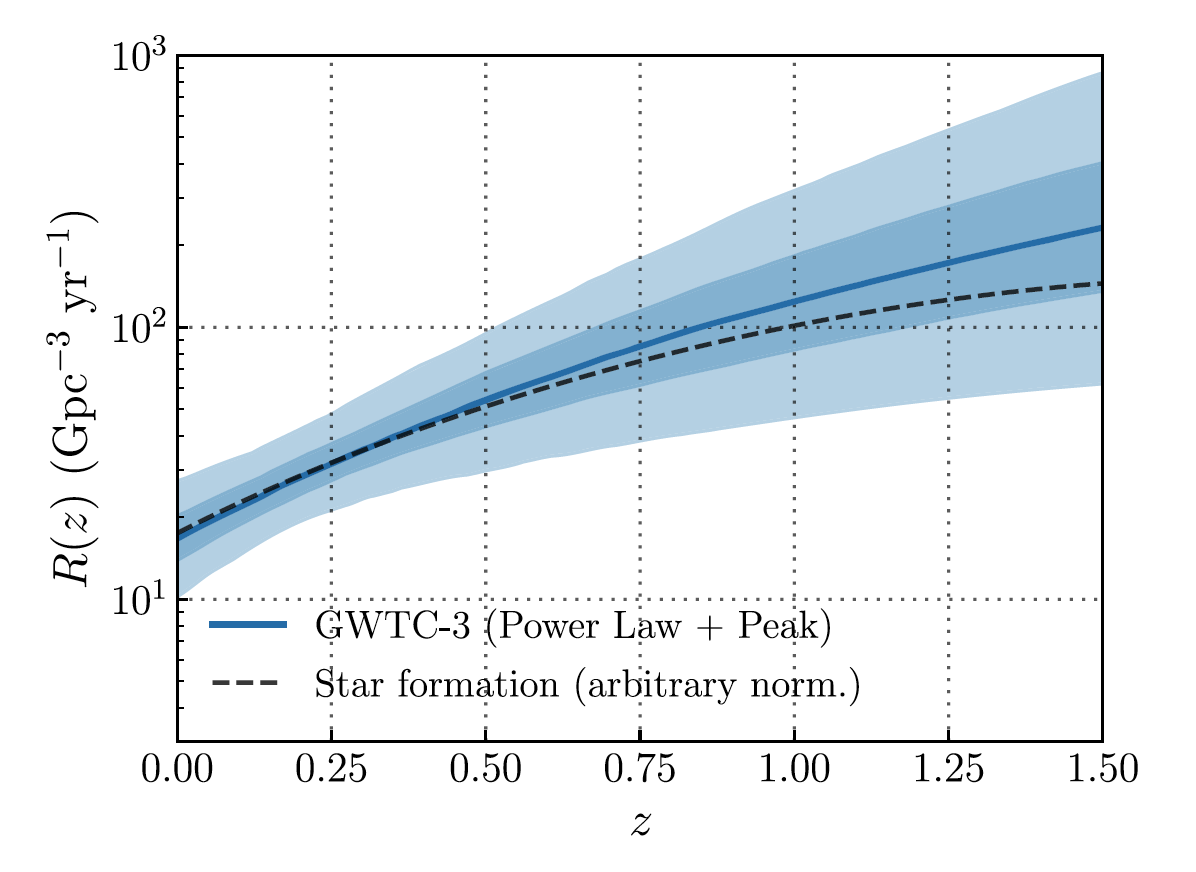 10³
10²
10¹
R(z) (Gpc⁻³ yr⁻¹)
GWTC-3 (Power Law + Peak)
Star formation (arbitrary norm.)
0.00 0.25 0.50 0.75 1.00 1.25 1.50
z